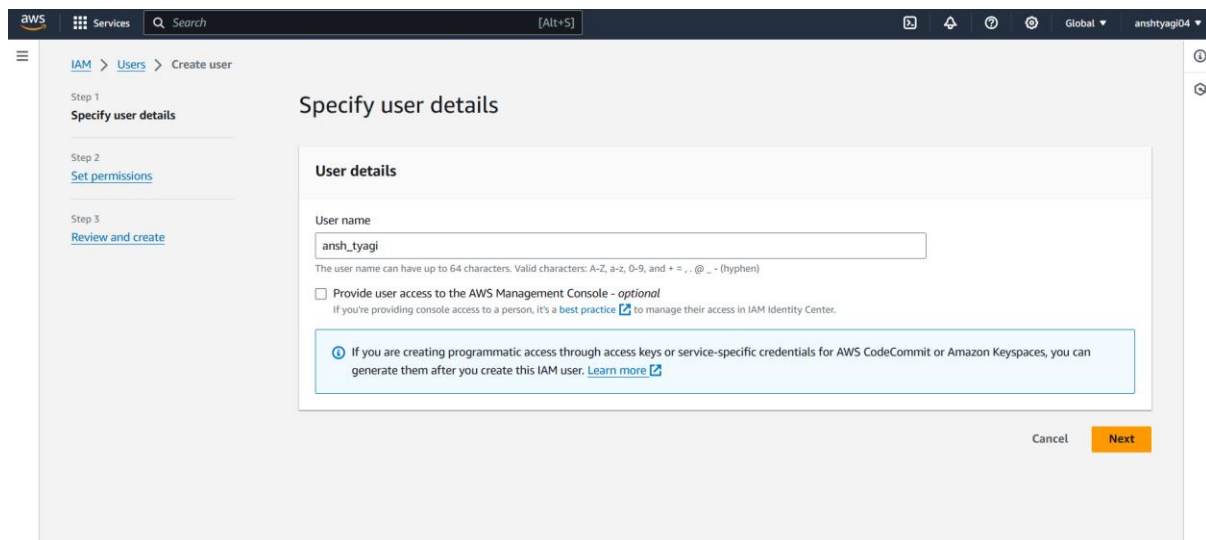 aws
Services
Search
[Alt+S]
Global
anshtyagi04
IAM > Users > Create user
Step 1
Specify user details
Step 2
Set permissions
Step 3
Review and create
Specify user details
User details
User name
ansh_tyagi
The user name can have up to 64 characters. Valid characters: A-Z, a-z, 0-9, and + = , . @ _ - (hyphen)
Provide user access to the AWS Management Console - optional
If you're providing console access to a person, it's a best practice to manage their access in IAM Identity Center.
If you are creating programmatic access through access keys or service-specific credentials for AWS CodeCommit or Amazon Keyspaces, you can
generate them after you create this IAM user. Learn more
Cancel
Next